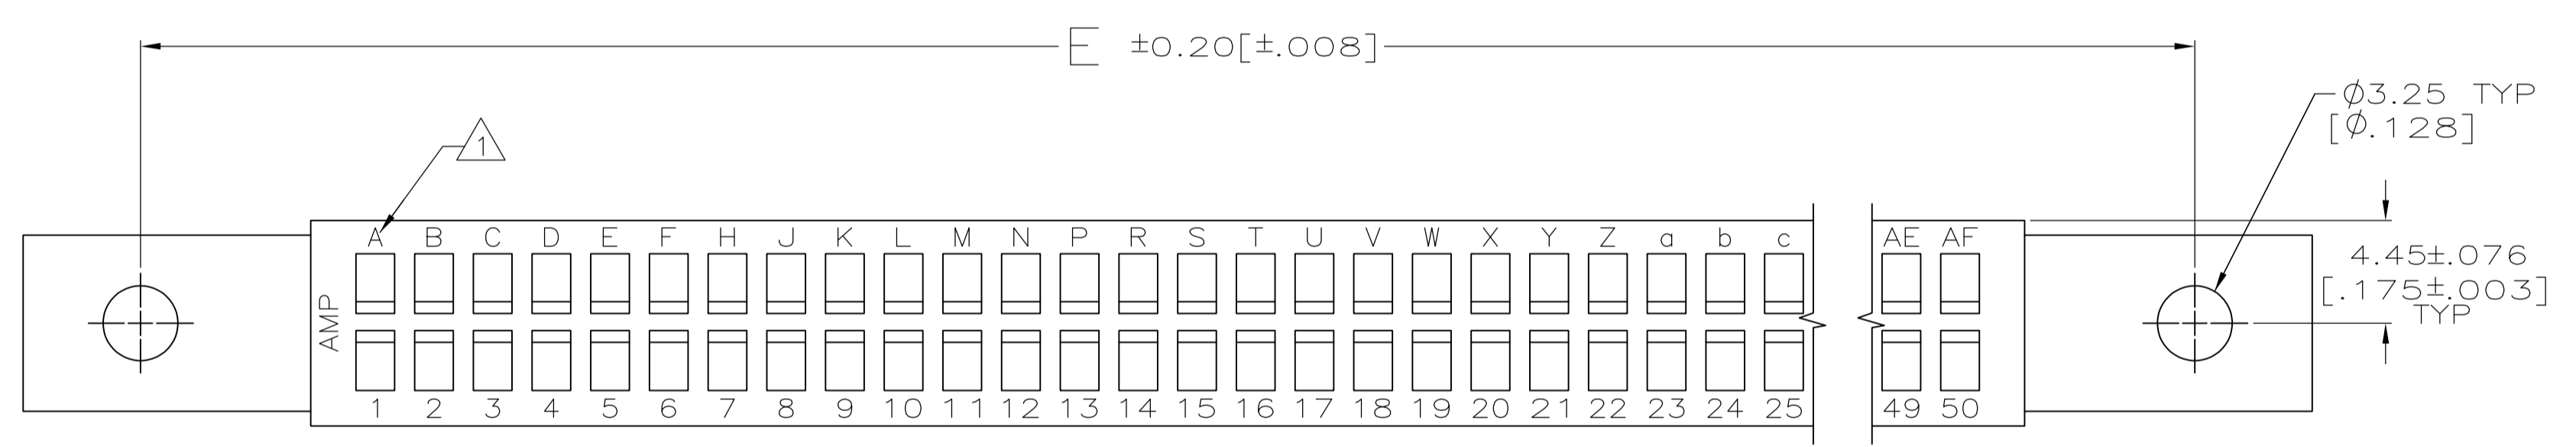 E ±0.20[±.008]
Ø3.25 TYP
[Ø.128]
1
A B C D E F H J K L M N P R S T U V W X Y Z a b c AE AF
4.45±.076
[.175±.003]
TYP
AMP
1 2 3 4 5 6 7 8 9 10 11 12 13 14 15 16 17 18 19 20 21 22 23 24 25 49 50